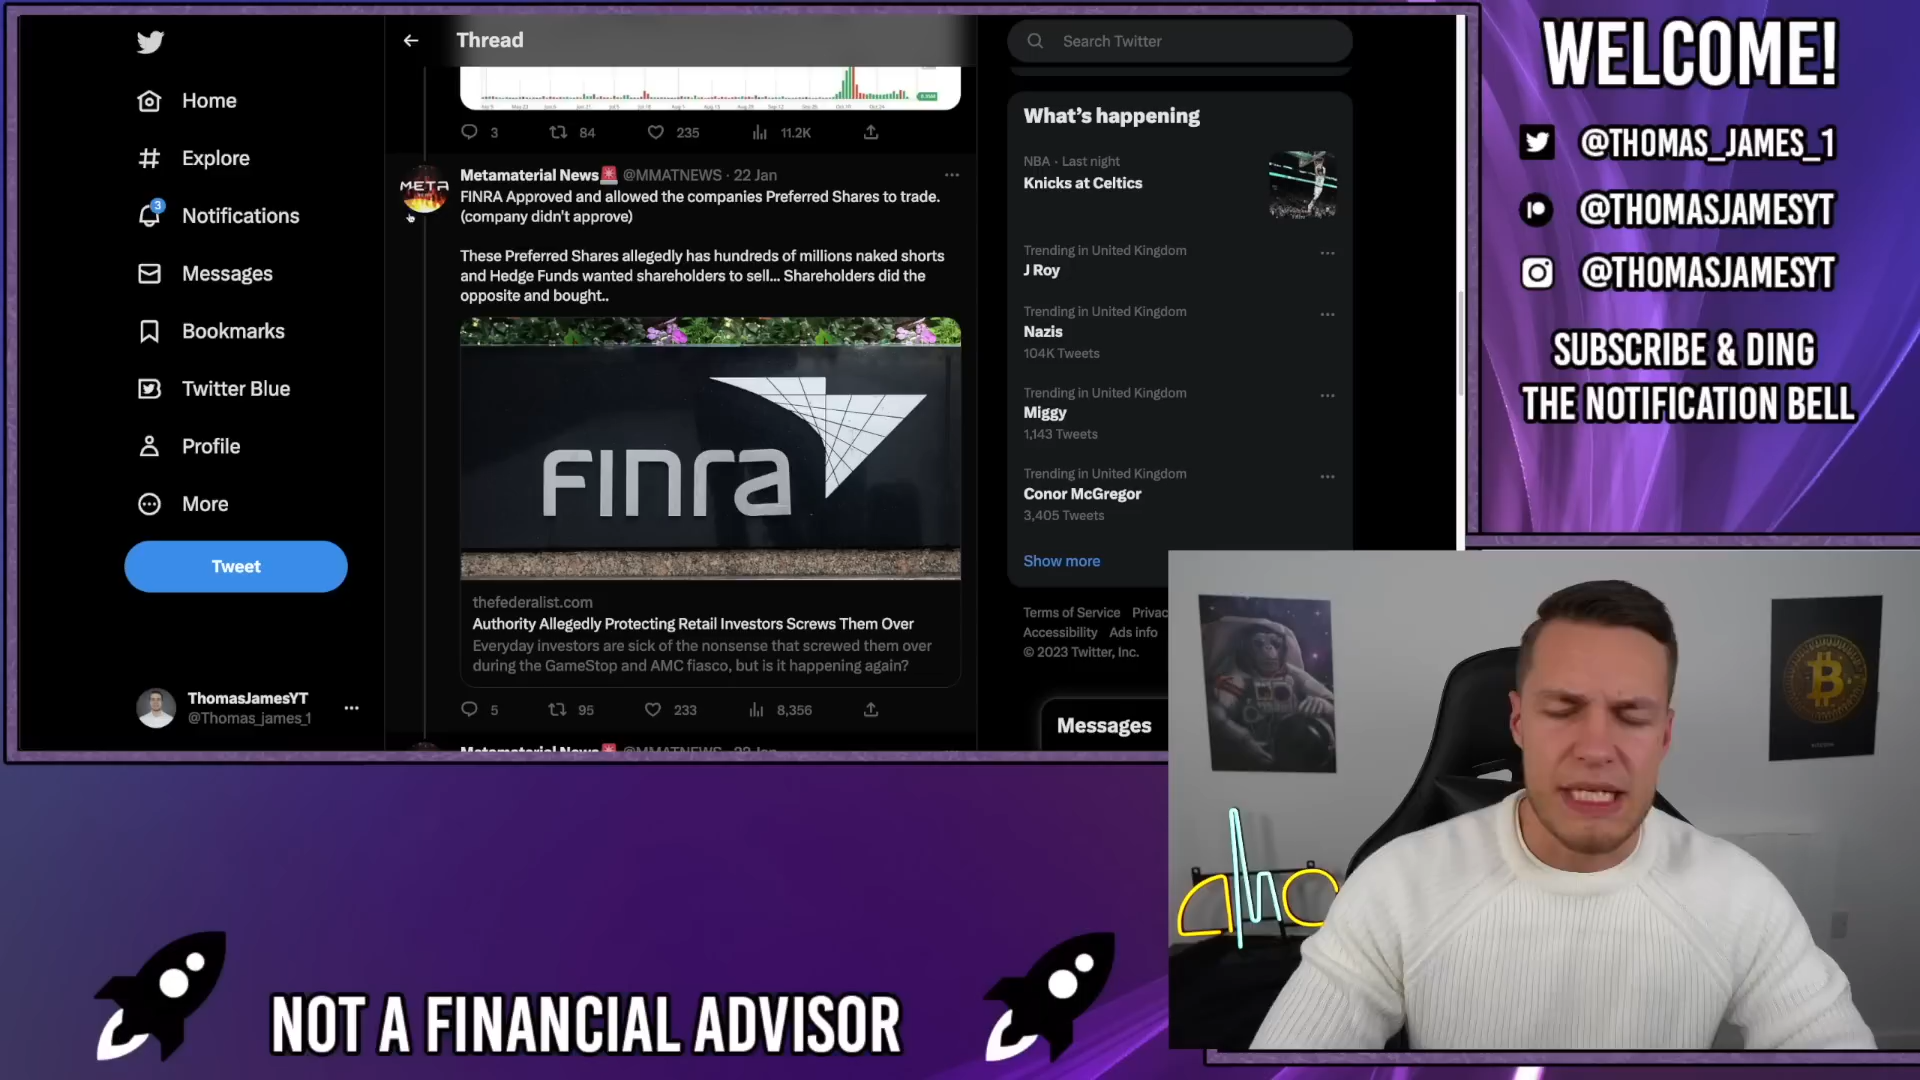 Thread
Search Twitter
Home
Explore
3
Notifications
Messages
Bookmarks
Twitter Blue
Profile
More
Tweet
ThomasJamesYT
@Thomas_james_1
3 84 235 11.2K
META
Metamaterial News @MMATNEWS · 22 Jan
FINRA Approved and allowed the companies Preferred Shares to trade.
(company didn't approve)
These Preferred Shares allegedly has hundreds of millions naked shorts
and Hedge Funds wanted shareholders to sell... Shareholders did the
opposite and bought..
FINra
thefederalist.com
Authority Allegedly Protecting Retail Investors Screws Them Over
Everyday investors are sick of the nonsense that screwed them over
during the GameStop and AMC fiasco, but is it happening again?
5 95 233 8,356
Metamaterial News @MMATNEWS · 22 Jan
What's happening
NBA · Last night
Knicks at Celtics
Trending in United Kingdom
J Roy
Trending in United Kingdom
Nazis
104K Tweets
Trending in United Kingdom
Miggy
1,143 Tweets
Trending in United Kingdom
Conor McGregor
3,405 Tweets
Show more
Terms of Service Privac
Accessibility Ads info
© 2023 Twitter, Inc.
Messages
WELCOME!
@THOMAS_JAMES_1
@THOMASJAMESYT
@THOMASJAMESYT
SUBSCRIBE & DING
THE NOTIFICATION BELL
NOT A FINANCIAL ADVISOR